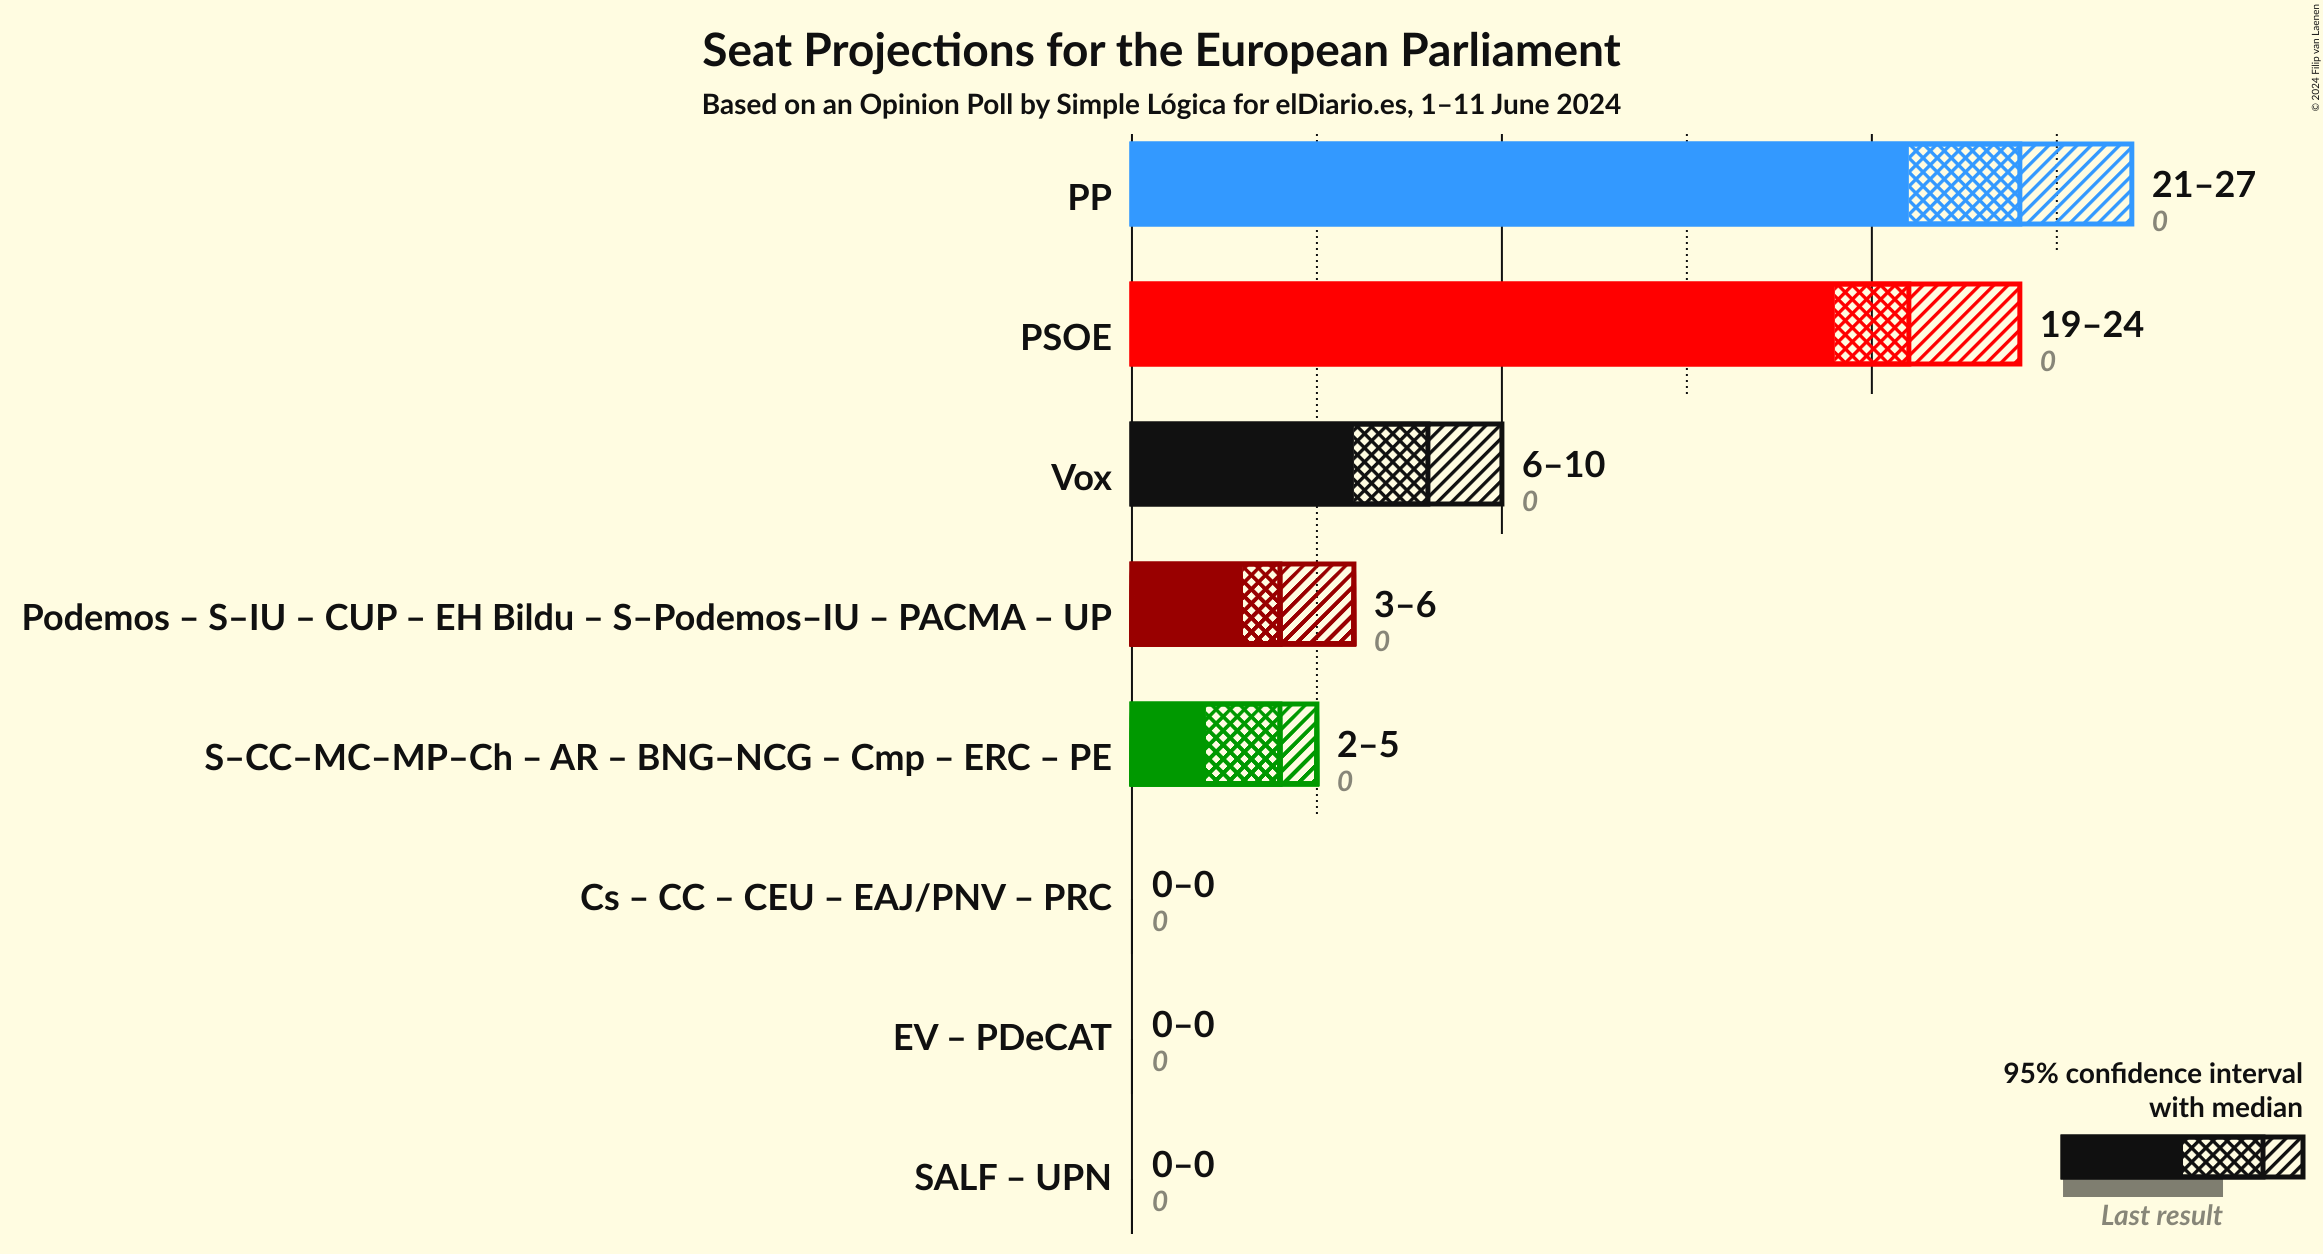 Seat Projections for the European Parliament
Based on an Opinion Poll by Simple Lógica for elDiario.es, 1–11 June 2024
© 2024 Filip van Laenen
PP
21–27
0
PSOE
19–24
0
Vox
6–10
0
Podemos – S–IU – CUP – EH Bildu – S–Podemos–IU – PACMA – UP
3–6
0
S–CC–MC–MP–Ch – AR – BNG–NCG – Cmp – ERC – PE
2–5
0
Cs – CC – CEU – EAJ/PNV – PRC
0–0
0
EV – PDeCAT
0–0
0
SALF – UPN
0–0
0
95% confidence interval
with median
Last result